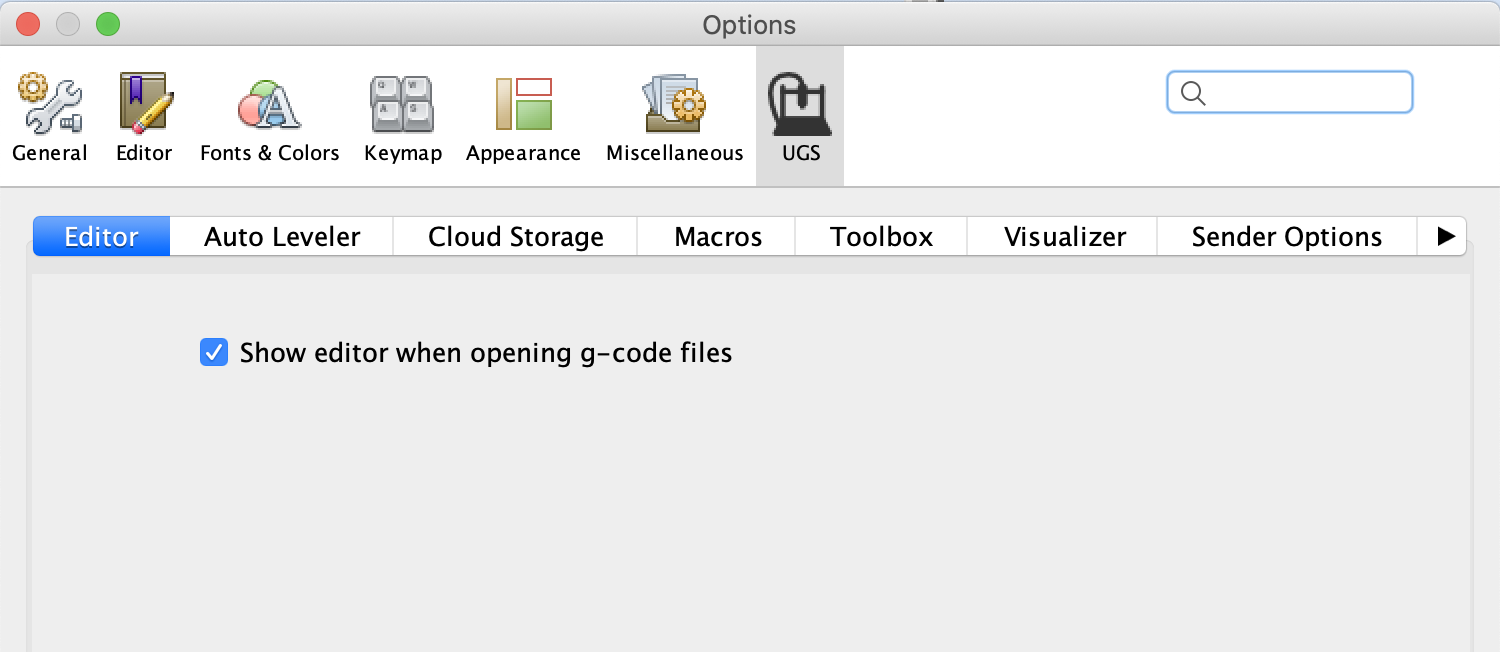 Options
General Editor Fonts & Colors Keymap Appearance Miscellaneous UGS
Editor Auto Leveler Cloud Storage Macros Toolbox Visualizer Sender Options
Show editor when opening g-code files